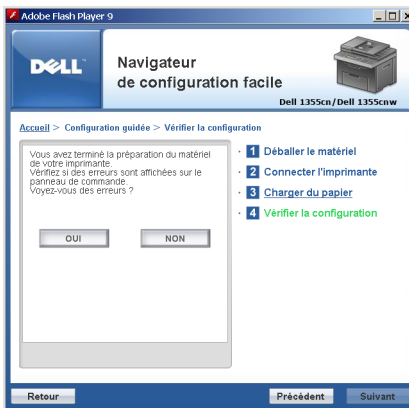 Adobe Flash Player 9
DELL™
Navigateur
de configuration facile
Dell 1355cn/Dell 1355cnw
Accueil > Configuration guidée > Vérifier la configuration
Vous avez terminé la préparation du matériel
de votre imprimante.
Vérifiez si des erreurs sont affichées sur le
panneau de commande.
Voyez-vous des erreurs ?
OUI NON
· 1 Déballer le matériel
· 2 Connecter l'imprimante
· 3 Charger du papier
· 4 Vérifier la configuration
Retour Précédent Suivant